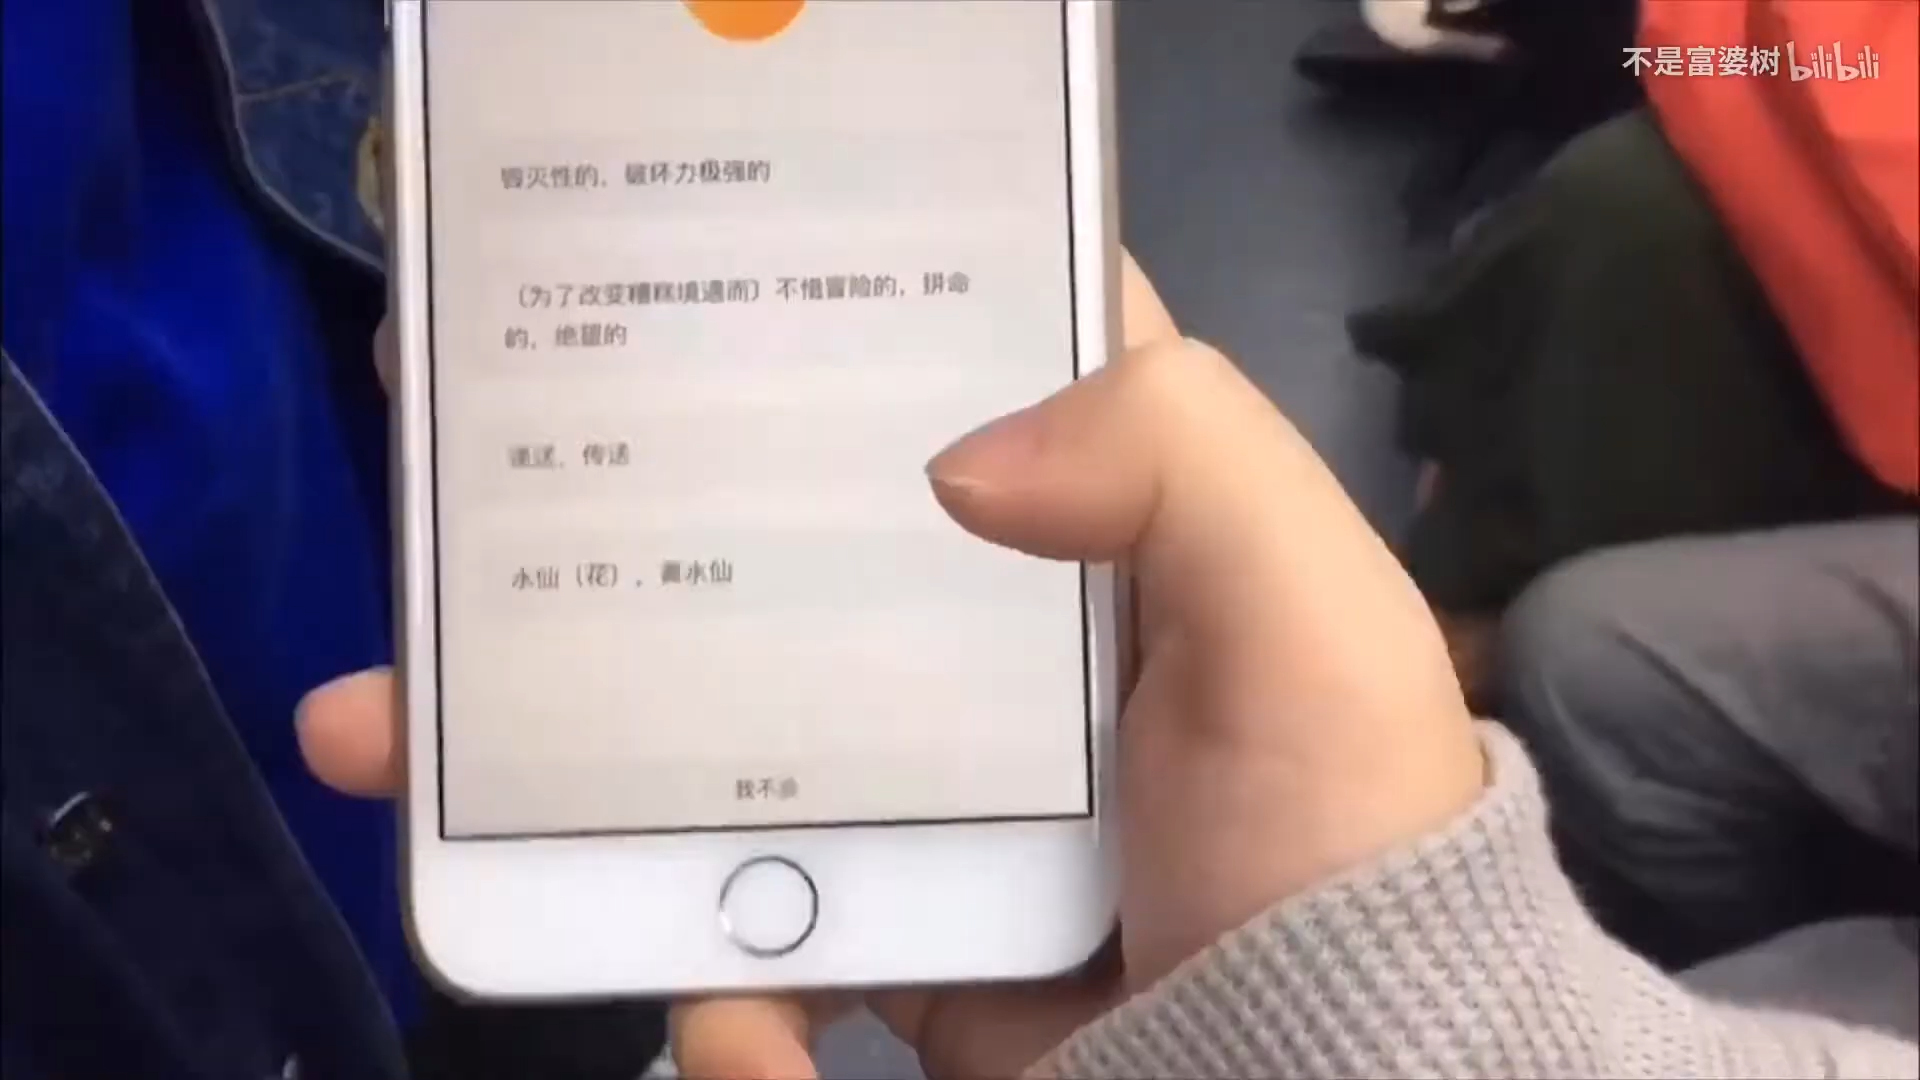 不是富婆树 bilibili
毁灭性的，破坏力极强的
（为了改变糟糕境遇而）不惜冒险的，拼命
的，绝望的
递送，传送
水仙（花），黄水仙
我不会